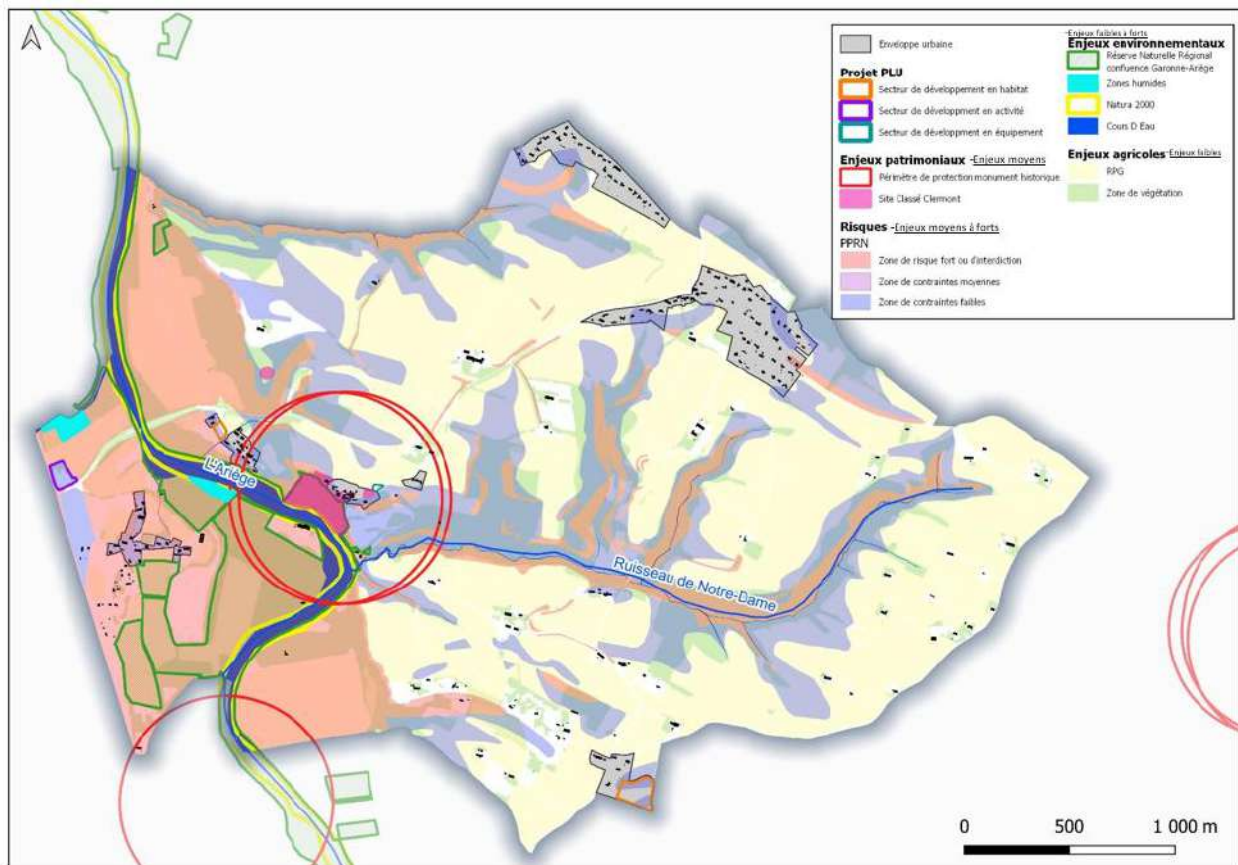 Enveloppe urbaine
Projet PLU
Secteur de développement en habitat
Secteur de développment en activité
Secteur de développment en équipement
Enjeux patrimoniaux -Enjeux moyens
Périmètre de protection monument historique
Site Classé Clermont
Risques -Enjeux moyens à forts
PPRN
Zone de risque fort ou d'interdiction
Zone de contraintes moyennes
Zone de contraintes faibles
-Enjeux faibles à forts
Enjeux environnementaux
Réserve Naturelle Régional
confluence Garonne-Ariège
Zones humides
Natura 2000
Cours D Eau
Enjeux agricoles -Enjeux faibles
RPG
Zone de végétation
L'Ariège
Ruisseau de Notre-Dame
0 500 1 000 m